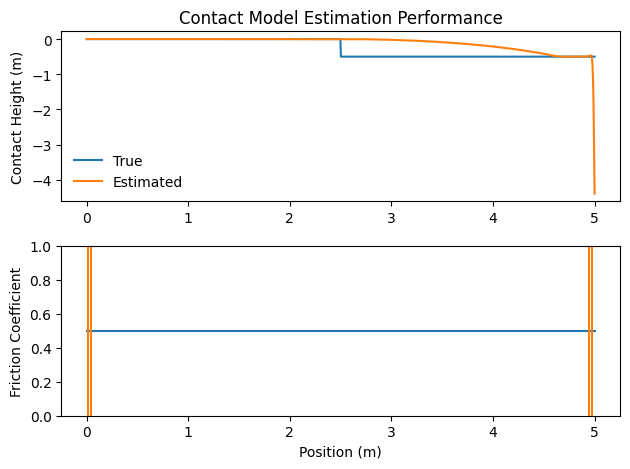 Contact Model Estimation Performance
Contact Height (m)
0
−1
−2
−3
−4
True
Estimated
0 1 2 3 4 5
Friction Coefficient
1.0
0.8
0.6
0.4
0.2
0.0
0 1 2 3 4 5
Position (m)